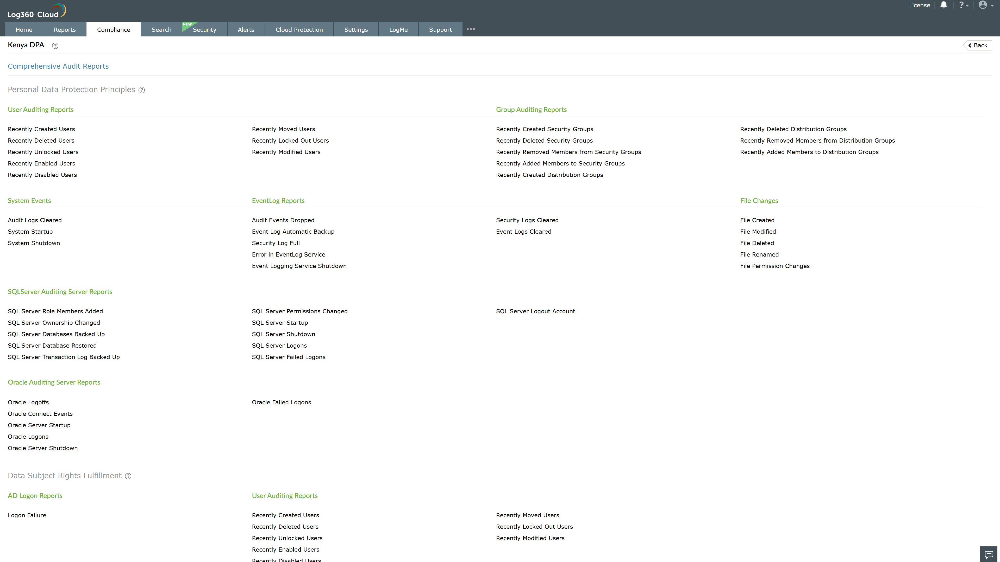 License
?
Log360 Cloud
Home
Reports
Compliance
Search
NEW
Security
Alerts
Cloud Protection
Settings
LogMe
Support
Kenya DPA ?
Back
Comprehensive Audit Reports
Personal Data Protection Principles ?
User Auditing Reports
Recently Created Users
Recently Deleted Users
Recently Unlocked Users
Recently Enabled Users
Recently Disabled Users
Recently Moved Users
Recently Locked Out Users
Recently Modified Users
Group Auditing Reports
Recently Created Security Groups
Recently Deleted Security Groups
Recently Removed Members from Security Groups
Recently Added Members to Security Groups
Recently Created Distribution Groups
Recently Deleted Distribution Groups
Recently Removed Members from Distribution Groups
Recently Added Members to Distribution Groups
System Events
Audit Logs Cleared
System Startup
System Shutdown
EventLog Reports
Audit Events Dropped
Event Log Automatic Backup
Security Log Full
Error in EventLog Service
Event Logging Service Shutdown
Security Logs Cleared
Event Logs Cleared
File Changes
File Created
File Modified
File Deleted
File Renamed
File Permission Changes
SQLServer Auditing Server Reports
SQL Server Role Members Added
SQL Server Ownership Changed
SQL Server Databases Backed Up
SQL Server Database Restored
SQL Server Transaction Log Backed Up
SQL Server Permissions Changed
SQL Server Startup
SQL Server Shutdown
SQL Server Logons
SQL Server Failed Logons
SQL Server Logout Account
Oracle Auditing Server Reports
Oracle Logoffs
Oracle Connect Events
Oracle Server Startup
Oracle Logons
Oracle Server Shutdown
Oracle Failed Logons
Data Subject Rights Fulfillment ?
AD Logon Reports
Logon Failure
User Auditing Reports
Recently Created Users
Recently Deleted Users
Recently Unlocked Users
Recently Enabled Users
Recently Disabled Users
Recently Moved Users
Recently Locked Out Users
Recently Modified Users